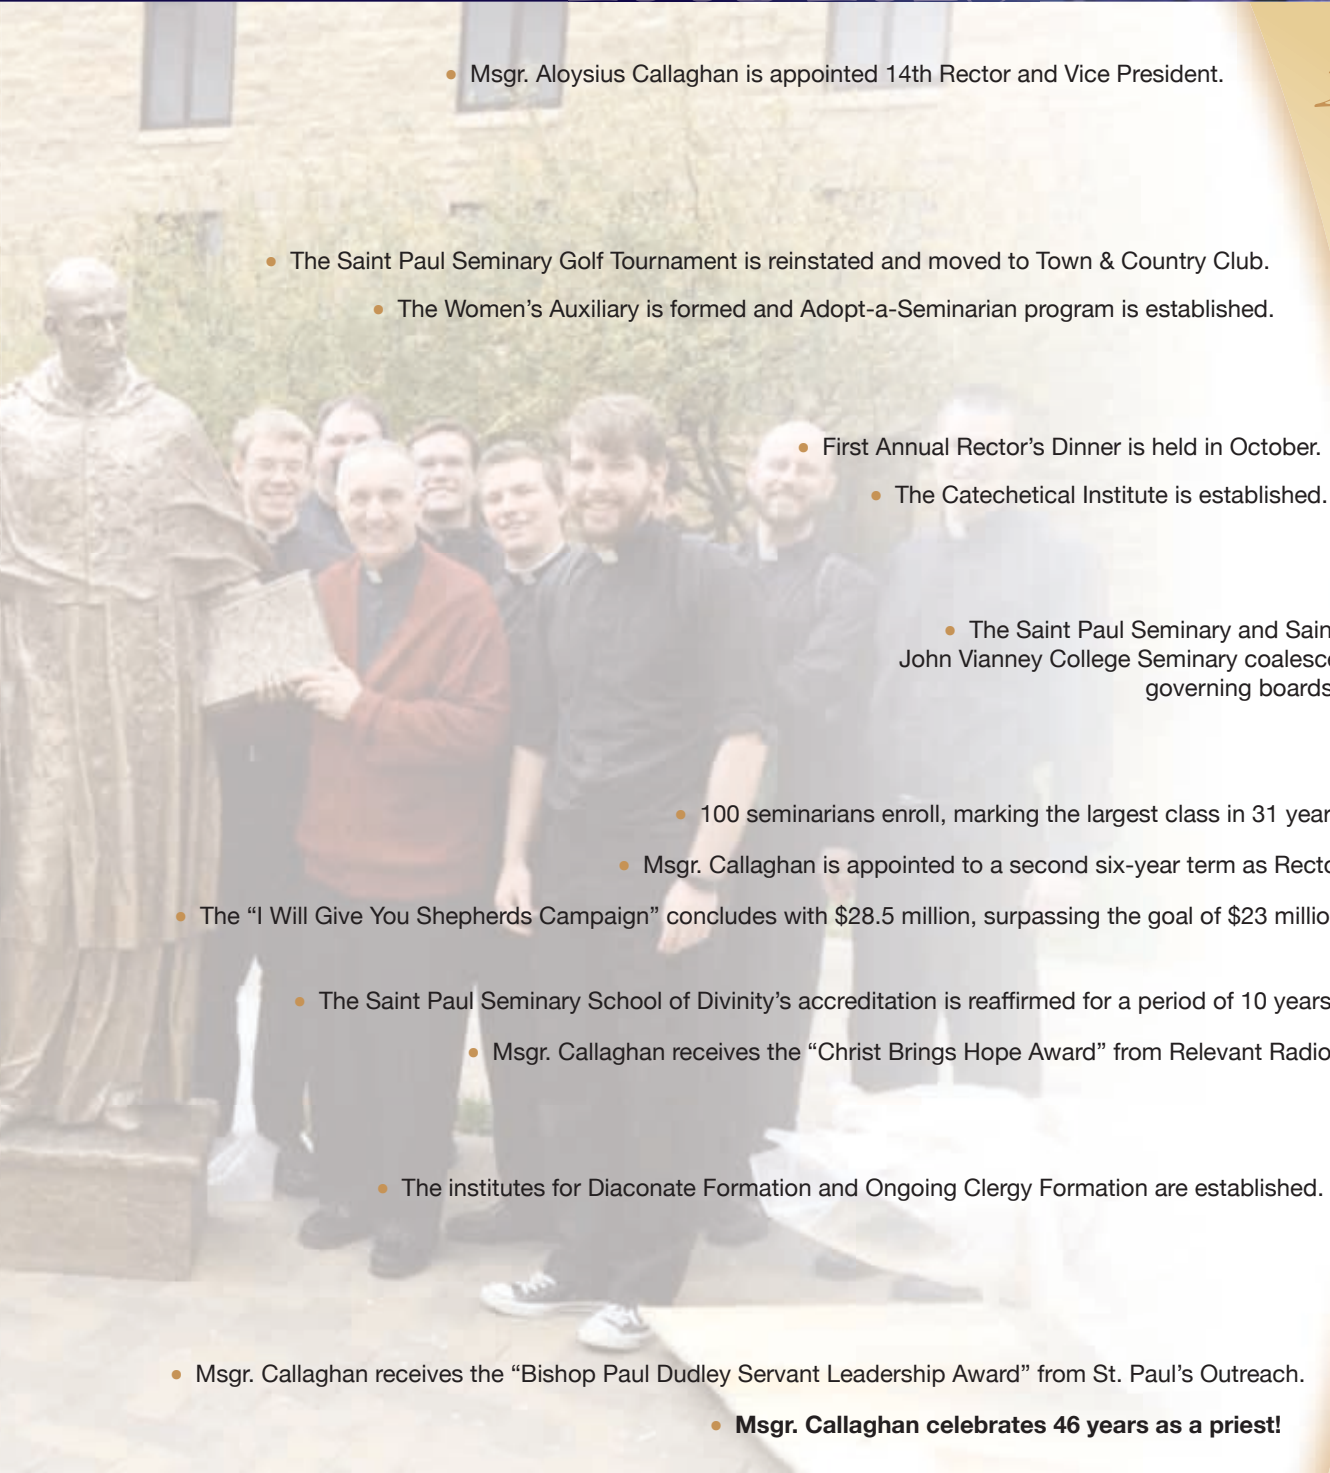 • Msgr. Aloysius Callaghan is appointed 14th Rector and Vice President.
• The Saint Paul Seminary Golf Tournament is reinstated and moved to Town & Country Club.
• The Women’s Auxiliary is formed and Adopt-a-Seminarian program is established.
• First Annual Rector’s Dinner is held in October.
• The Catechetical Institute is established.
• The Saint Paul Seminary and Sain
John Vianney College Seminary coalesce
governing boards
• 100 seminarians enroll, marking the largest class in 31 year
• Msgr. Callaghan is appointed to a second six-year term as Recto
• The “I Will Give You Shepherds Campaign” concludes with $28.5 million, surpassing the goal of $23 millio
• The Saint Paul Seminary School of Divinity’s accreditation is reaffirmed for a period of 10 years
• Msgr. Callaghan receives the “Christ Brings Hope Award” from Relevant Radio
• The institutes for Diaconate Formation and Ongoing Clergy Formation are established.
• Msgr. Callaghan receives the “Bishop Paul Dudley Servant Leadership Award” from St. Paul’s Outreach.
• Msgr. Callaghan celebrates 46 years as a priest!